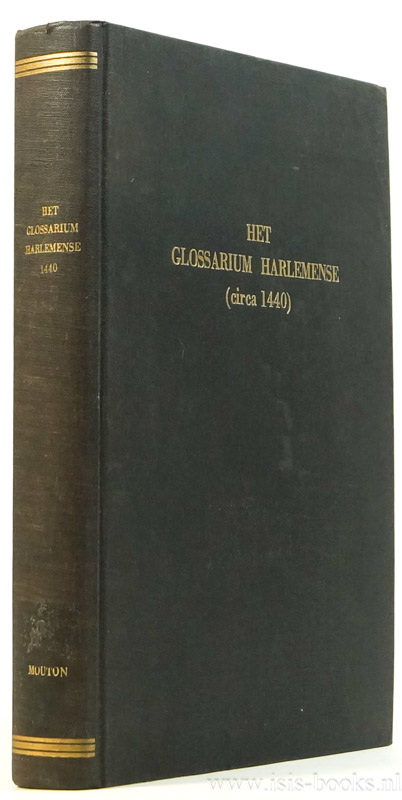 HET
GLOSSARIUM
HARLEMENSE
1440
MOUTON
HET
GLOSSARIUM HARLEMENSE
(circa 1440)
www.isis-books.nl